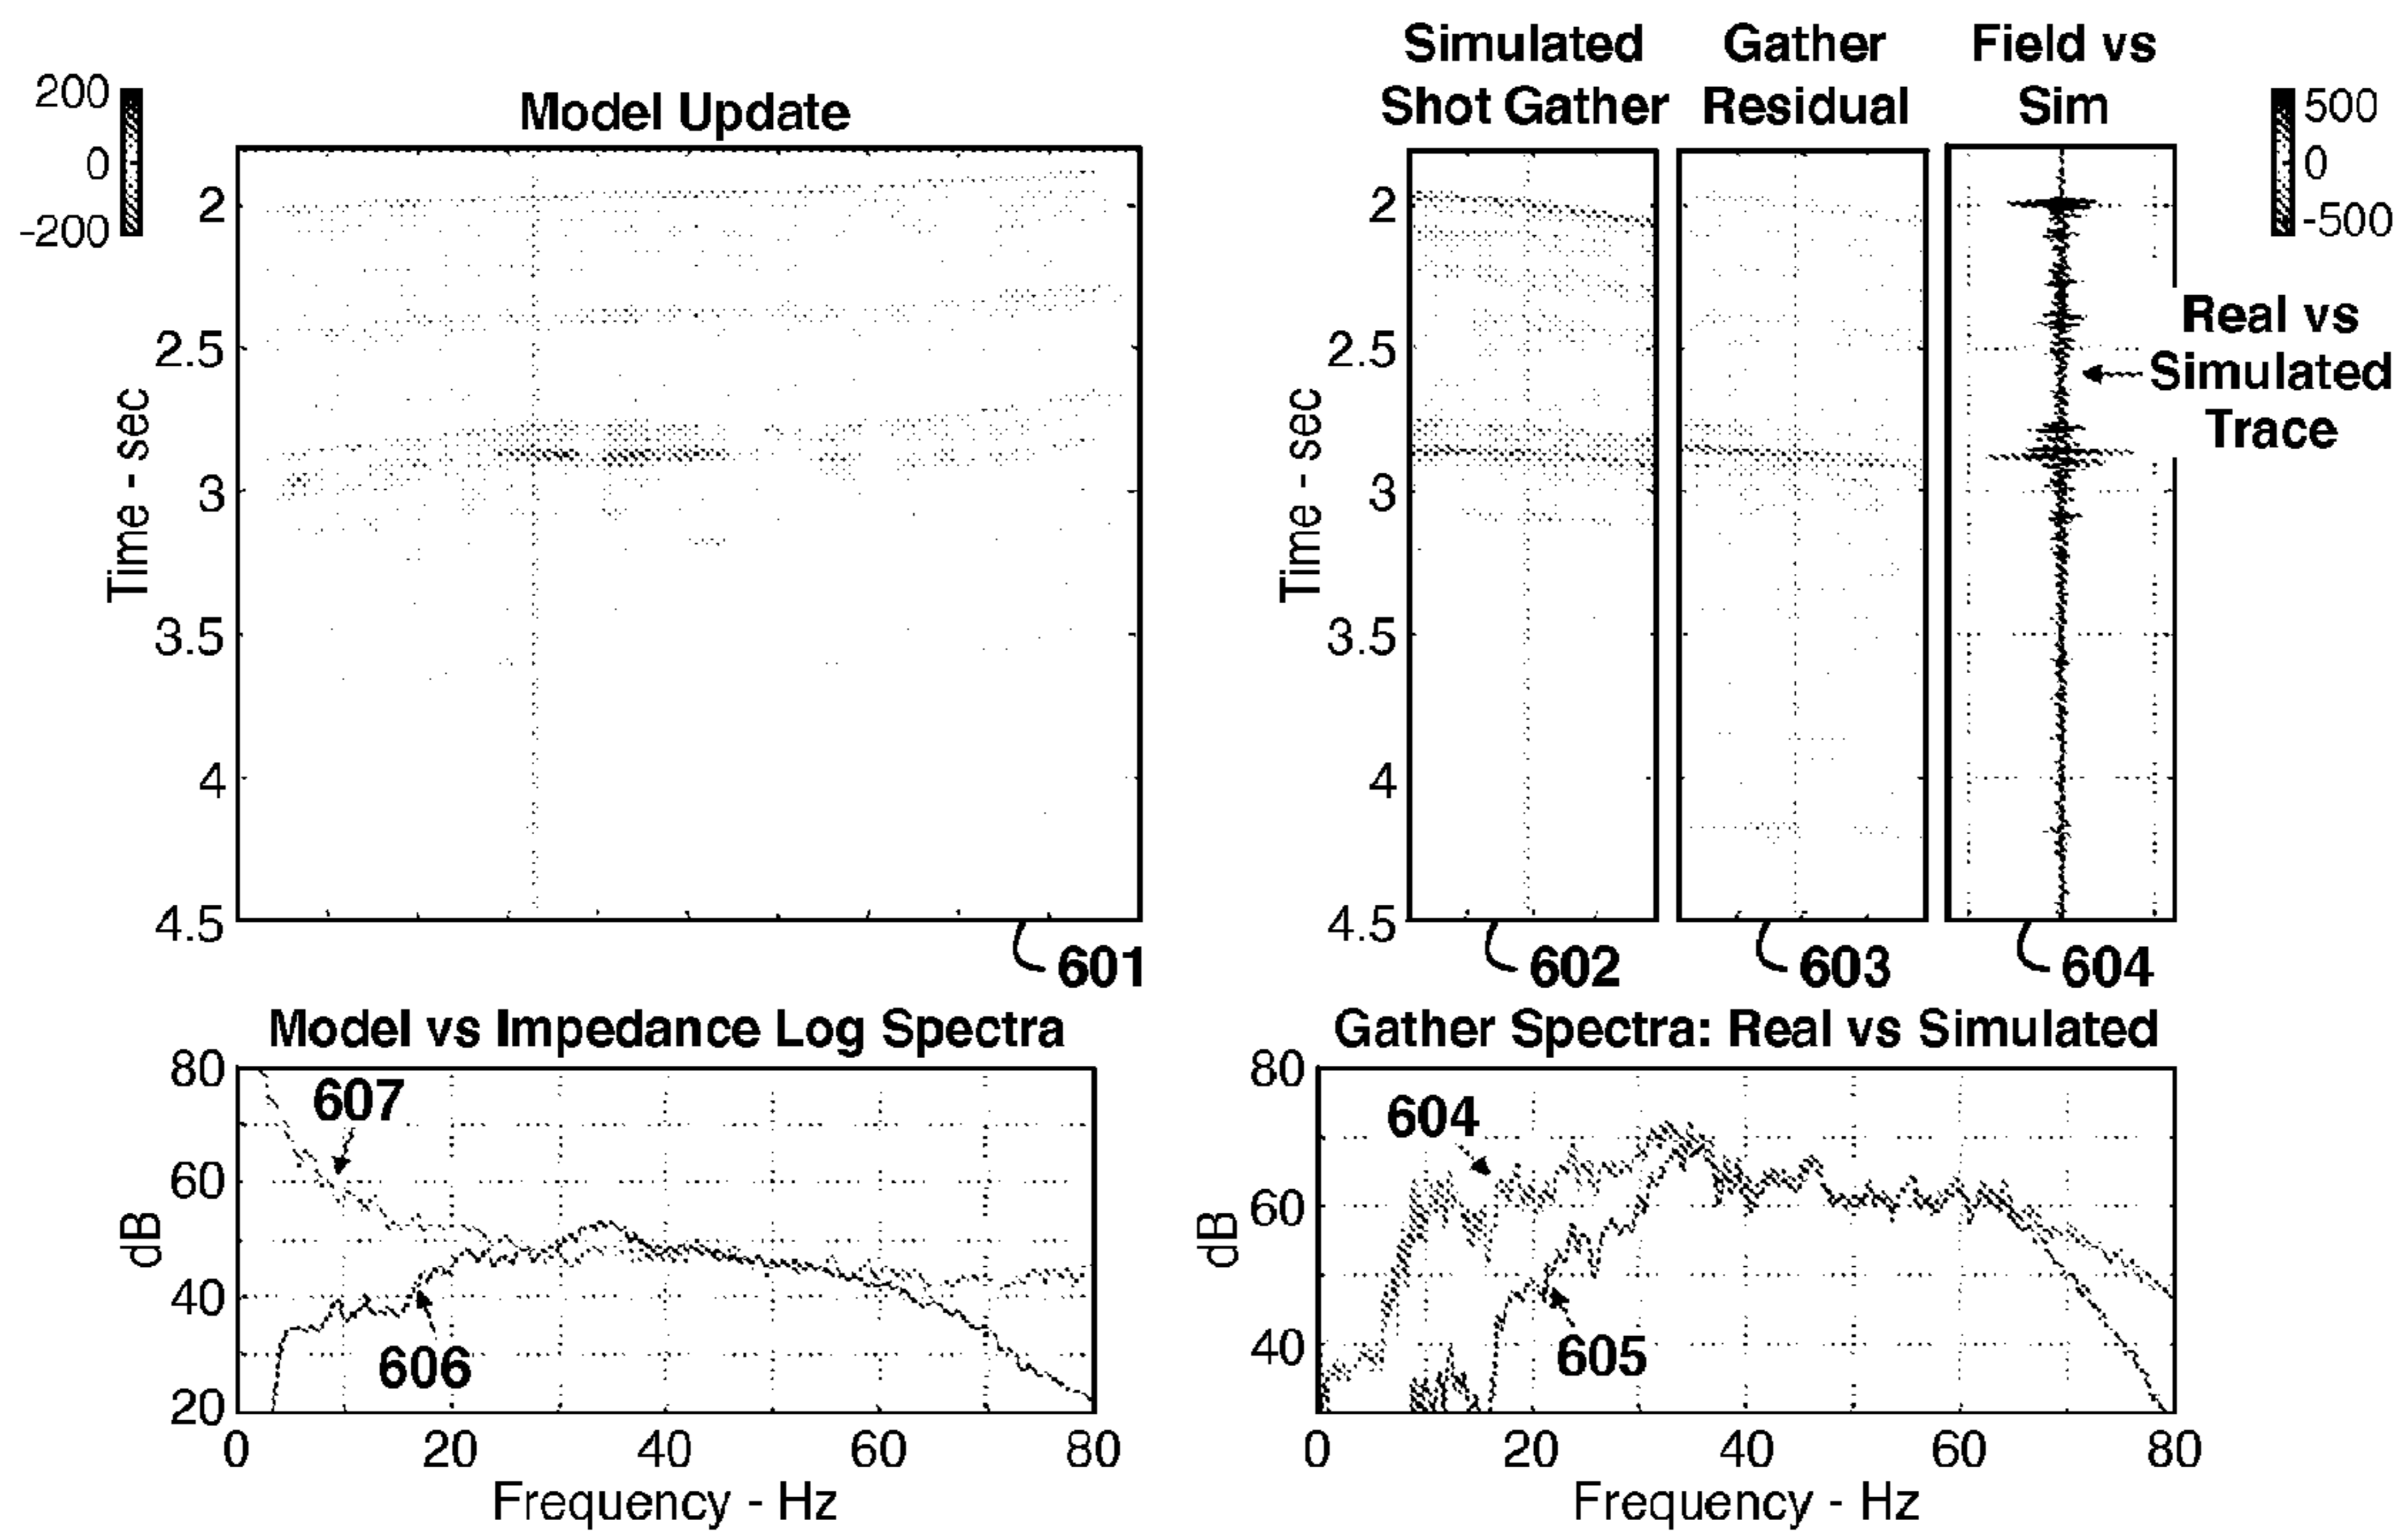 Model Update
200
0
-200
2
2.5
3
3.5
4
4.5
Time - sec
601
Simulated
Shot Gather
Gather
Residual
Field vs
Sim
500
0
-500
2
2.5
3
3.5
4
4.5
Time - sec
Real vs
Simulated
Trace
602
603
604
Model vs Impedance Log Spectra
80
60
40
20
dB
607
606
0 20 40 60 80
Frequency - Hz
Gather Spectra: Real vs Simulated
80
60
40
dB
604
605
0 20 40 60 80
Frequency - Hz